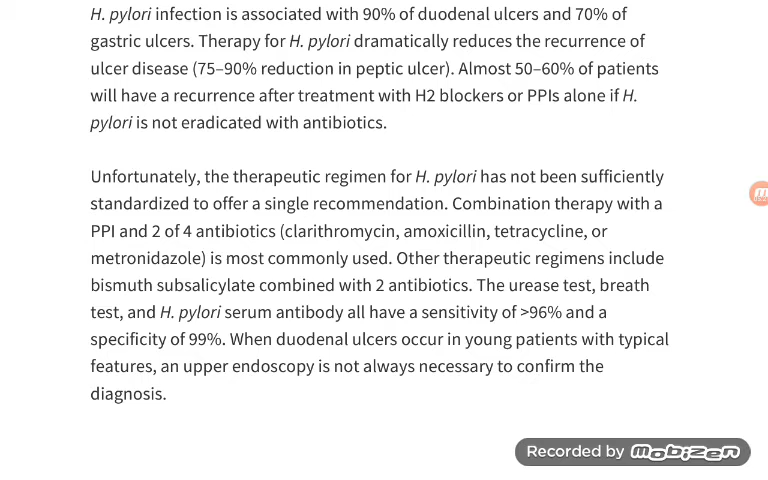 H. pylori infection is associated with 90% of duodenal ulcers and 70% of
gastric ulcers. Therapy for H. pylori dramatically reduces the recurrence of
ulcer disease (75–90% reduction in peptic ulcer). Almost 50–60% of patients
will have a recurrence after treatment with H2 blockers or PPIs alone if H.
pylori is not eradicated with antibiotics.
Unfortunately, the therapeutic regimen for H. pylori has not been sufficiently
standardized to offer a single recommendation. Combination therapy with a
PPI and 2 of 4 antibiotics (clarithromycin, amoxicillin, tetracycline, or
metronidazole) is most commonly used. Other therapeutic regimens include
bismuth subsalicylate combined with 2 antibiotics. The urease test, breath
test, and H. pylori serum antibody all have a sensitivity of >96% and a
specificity of 99%. When duodenal ulcers occur in young patients with typical
features, an upper endoscopy is not always necessary to confirm the
diagnosis.
Recorded by mobizen